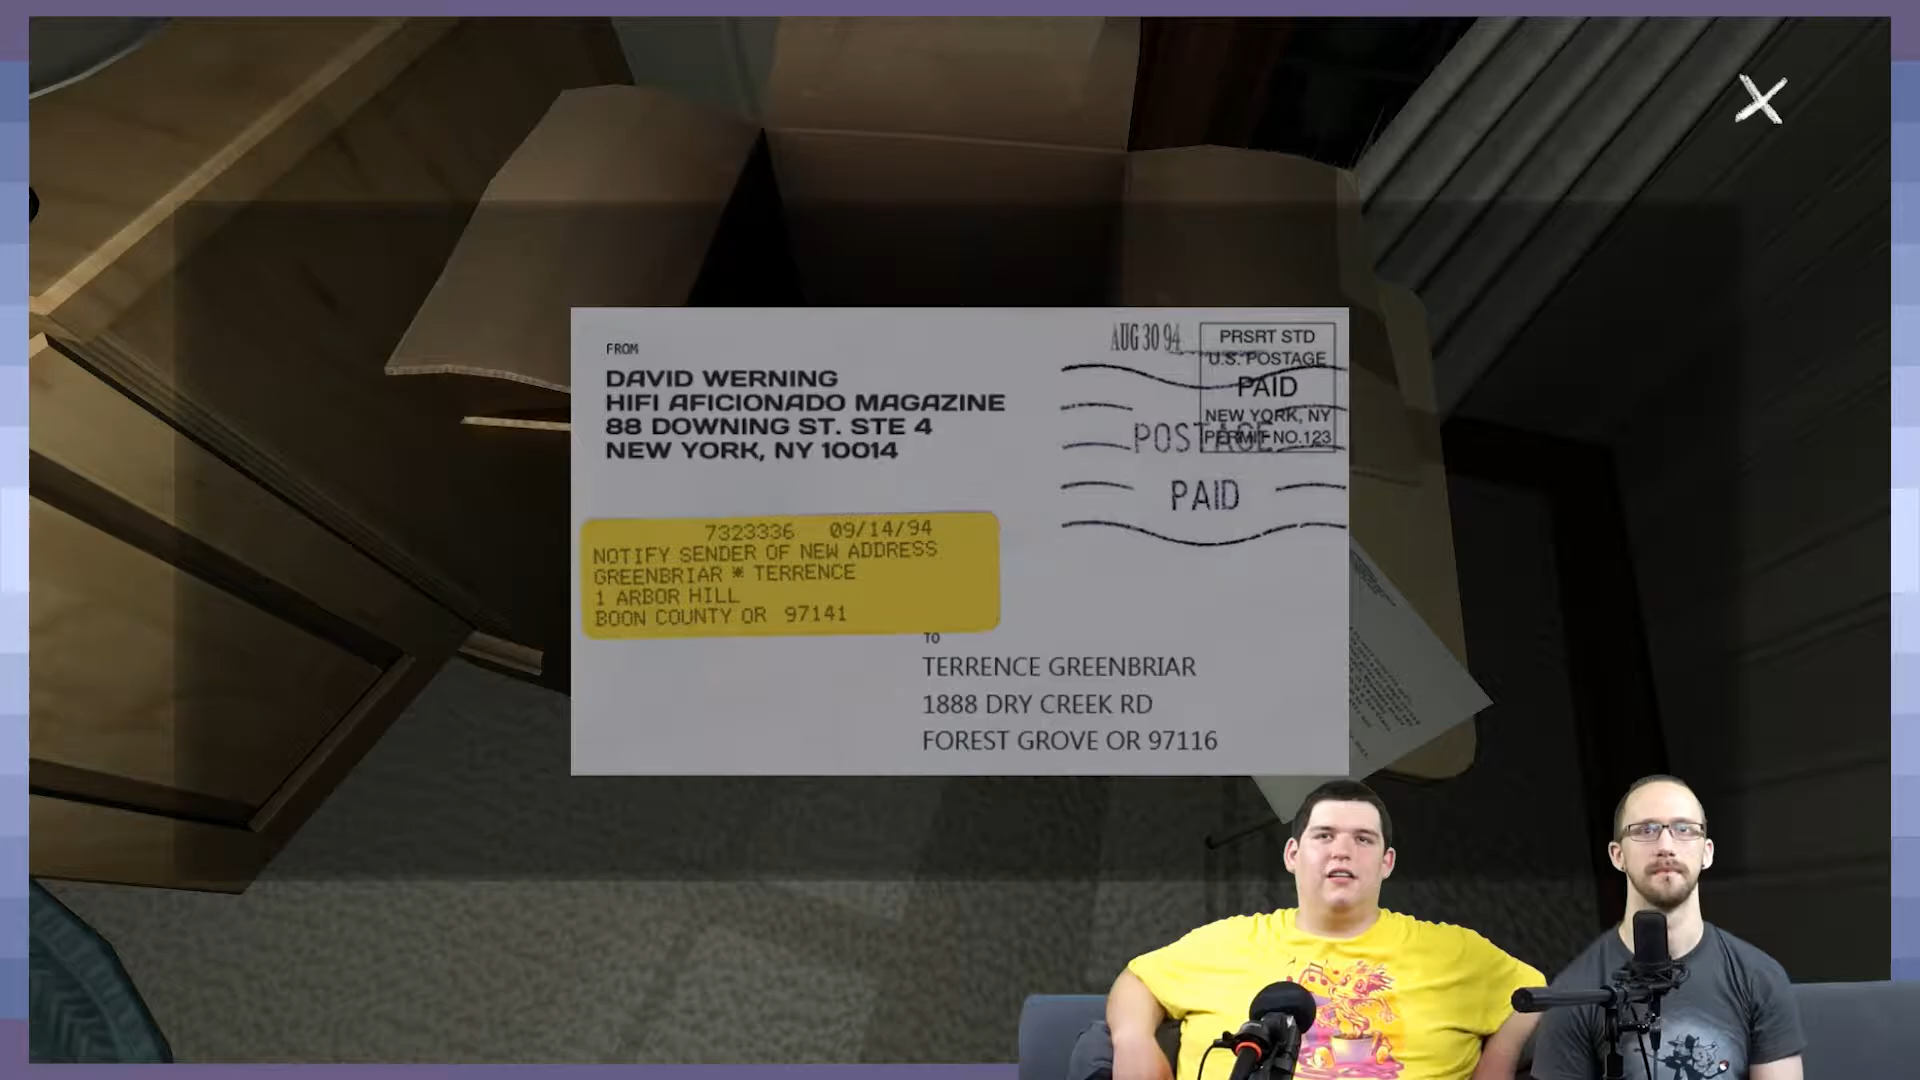 FROM
DAVID WERNING
HIFI AFICIONADO MAGAZINE
88 DOWNING ST. STE 4
NEW YORK, NY 10014
AUG 30 94
PRSRT STD
U.S. POSTAGE
PAID
NEW YORK, NY
PERMIT NO.123
POSTAGE
PAID
7323336 09/14/94
NOTIFY SENDER OF NEW ADDRESS
GREENBRIAR * TERRENCE
1 ARBOR HILL
BOON COUNTY OR 97141
TO
TERRENCE GREENBRIAR
1888 DRY CREEK RD
FOREST GROVE OR 97116